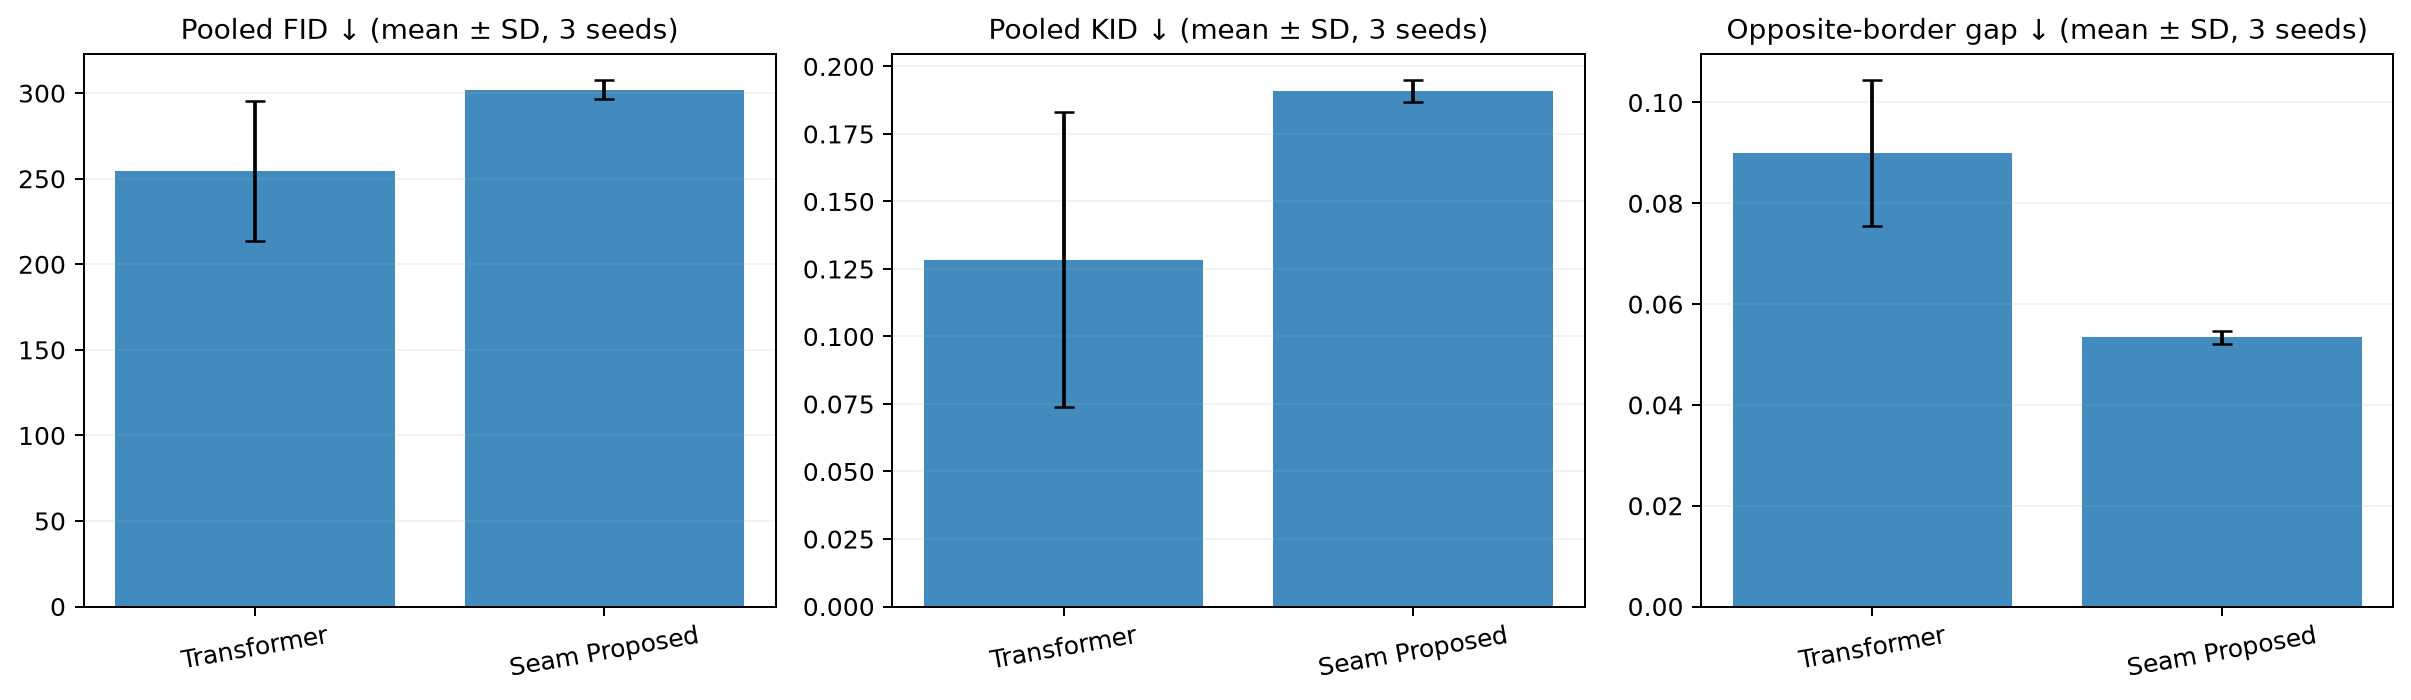 Pooled FID ↓ (mean ± SD, 3 seeds)
300
250
200
150
100
50
0
Transformer
Seam Proposed
Pooled KID ↓ (mean ± SD, 3 seeds)
0.200
0.175
0.150
0.125
0.100
0.075
0.050
0.025
0.000
Transformer
Seam Proposed
Opposite-border gap ↓ (mean ± SD, 3 seeds)
0.10
0.08
0.06
0.04
0.02
0.00
Transformer
Seam Proposed